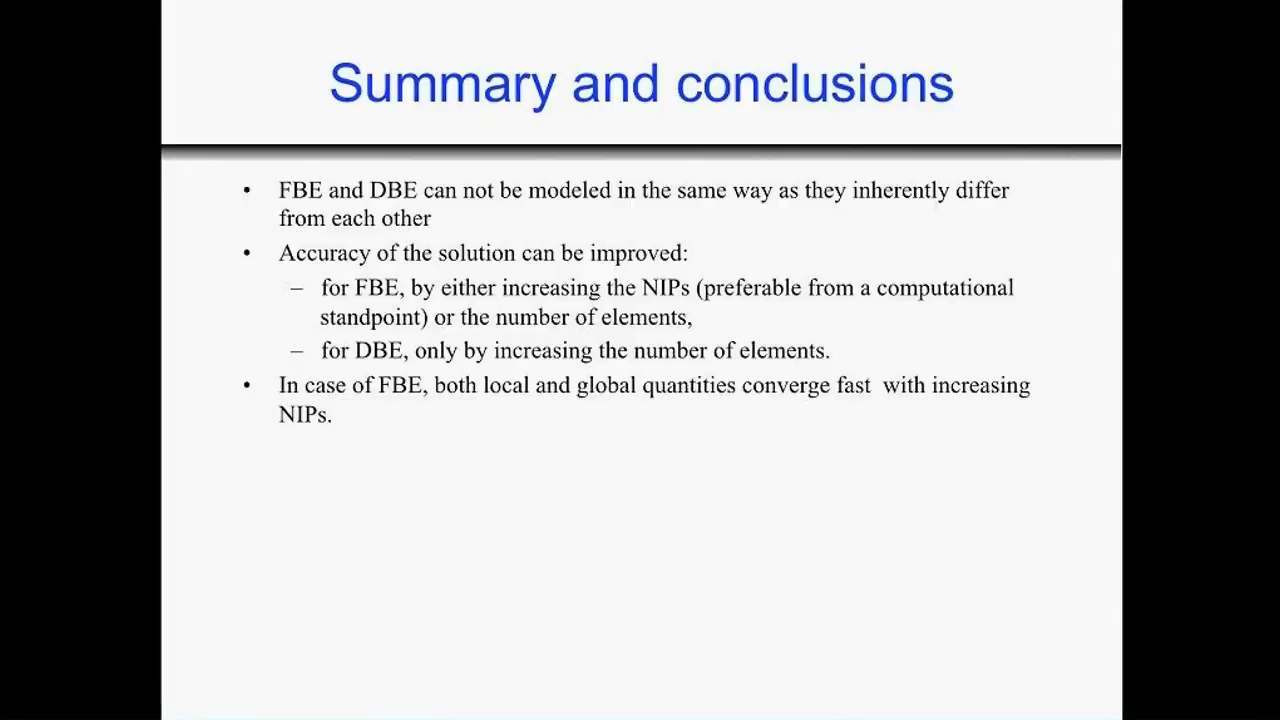 Summary and conclusions
• FBE and DBE can not be modeled in the same way as they inherently differ
from each other
• Accuracy of the solution can be improved:
– for FBE, by either increasing the NIPs (preferable from a computational
standpoint) or the number of elements,
– for DBE, only by increasing the number of elements.
• In case of FBE, both local and global quantities converge fast  with increasing
NIPs.